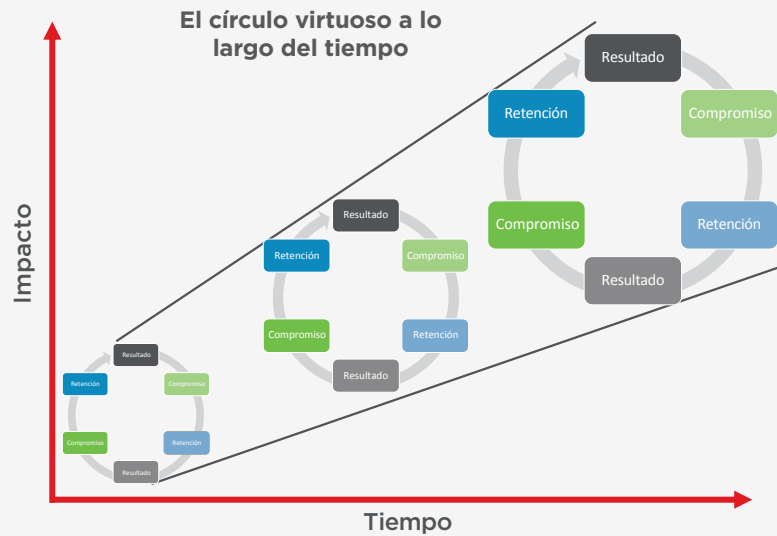 El círculo virtuoso a lo
largo del tiempo
Impacto
Resultado
Retención
Compromiso
Compromiso
Retención
Resultado
Resultado
Retención
Compromiso
Compromiso
Retención
Resultado
Resultado
Retención
Compromiso
Compromiso
Retención
Resultado
Tiempo